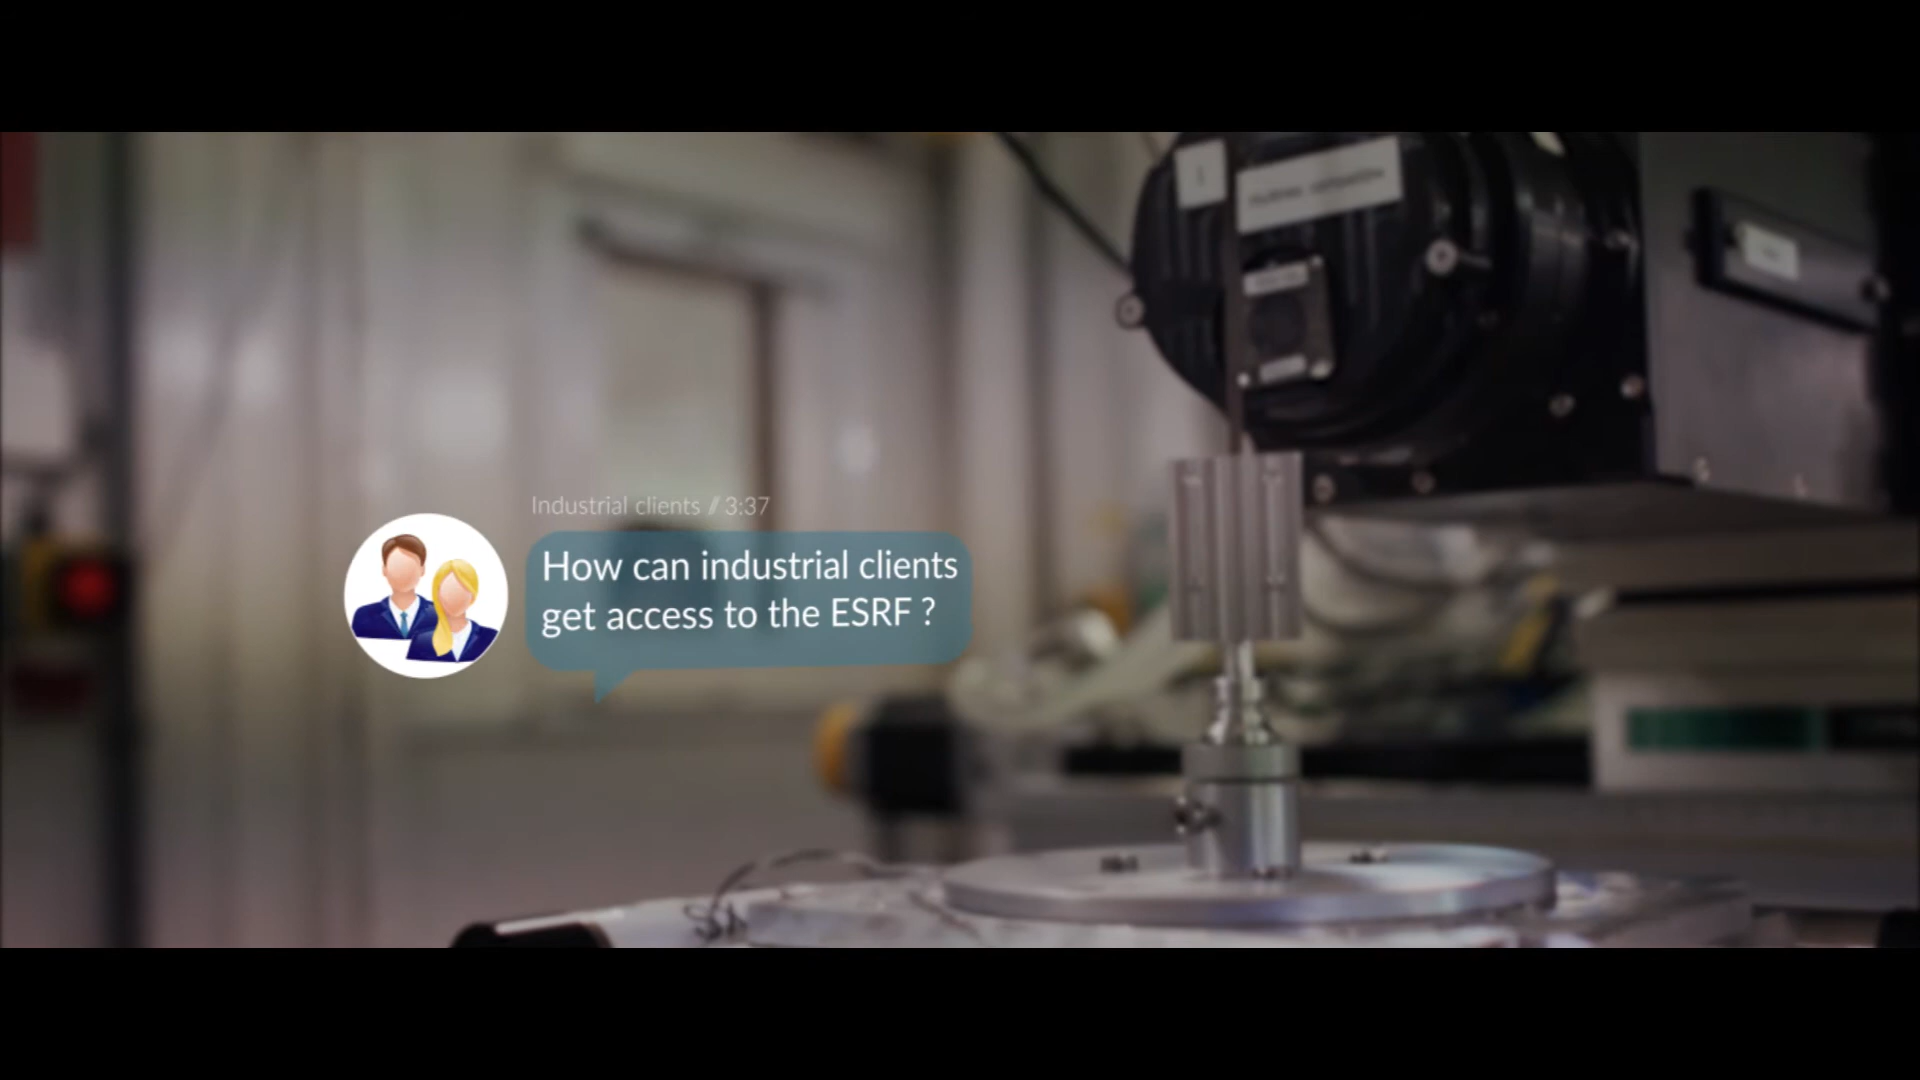 Industrial clients // 3:37
How can industrial clients
get access to the ESRF ?